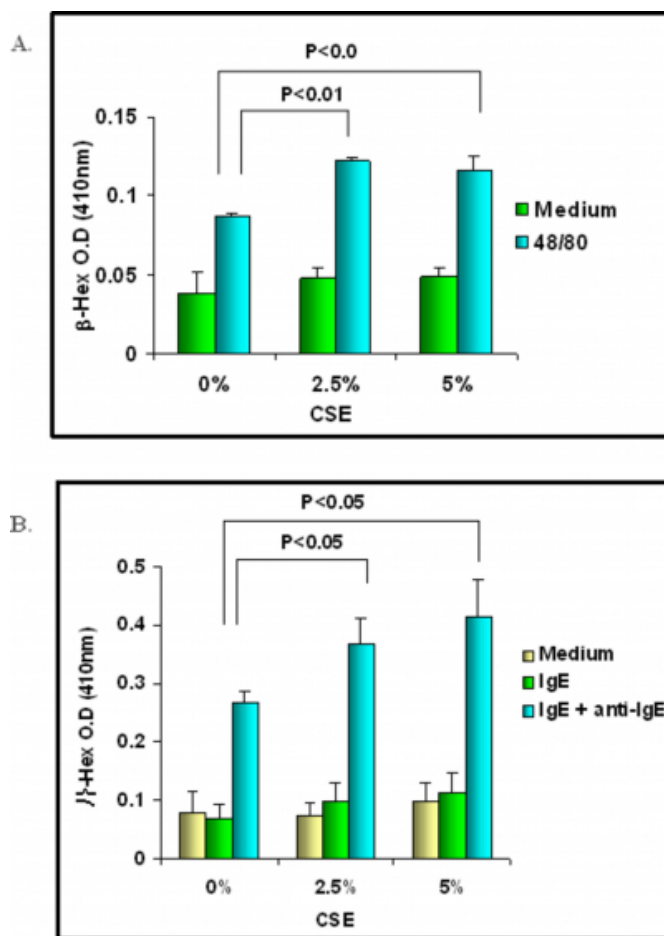 A.
P<0.0
P<0.01
0.15
0.1
0.05
0
β-Hex O.D (410nm)
Medium
48/80
0% 2.5% 5%
CSE
B.
P<0.05
P<0.05
0.5
0.4
0.3
0.2
0.1
0
-Hex O.D (410nm)
Medium
IgE
IgE + anti-IgE
0% 2.5% 5%
CSE